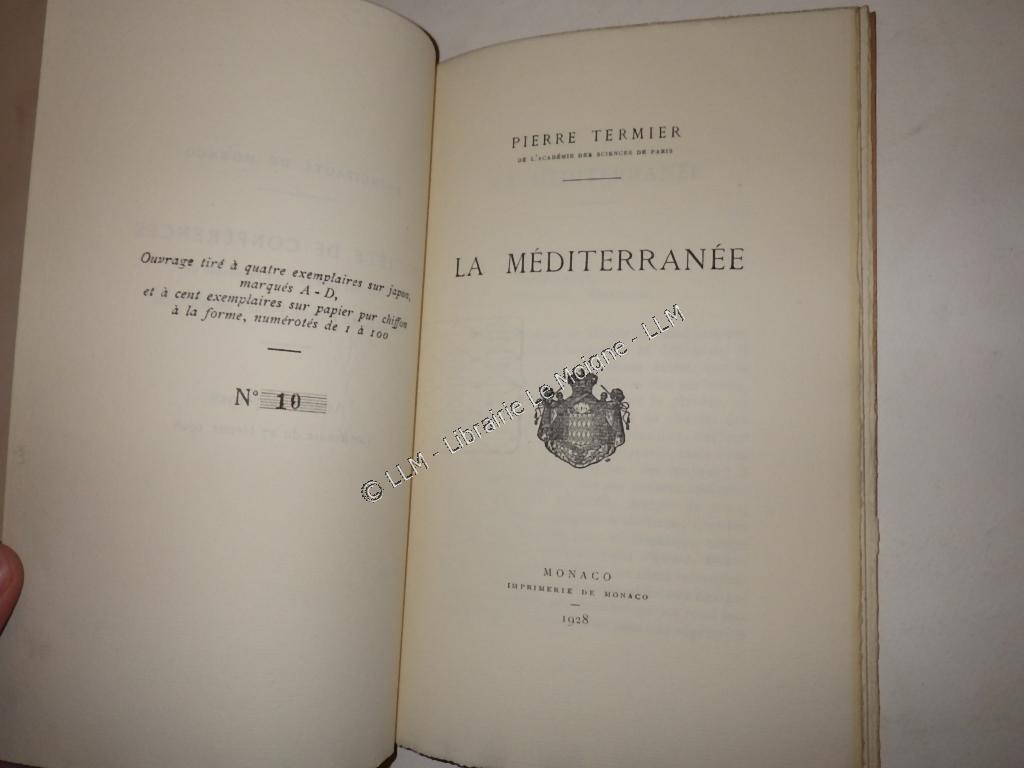 Ouvrage tiré à quatre exemplaires sur japon,
marqués A - D,
et à cent exemplaires sur papier pur chiffon
à la forme, numérotés de 1 à 100
N° 10
PIERRE TERMIER
DE L'ACADÉMIE DES SCIENCES DE PARIS
LA MÉDITERRANÉE
MONACO
IMPRIMERIE DE MONACO
1928
© LLM - Librairie Le Moigne - LLM